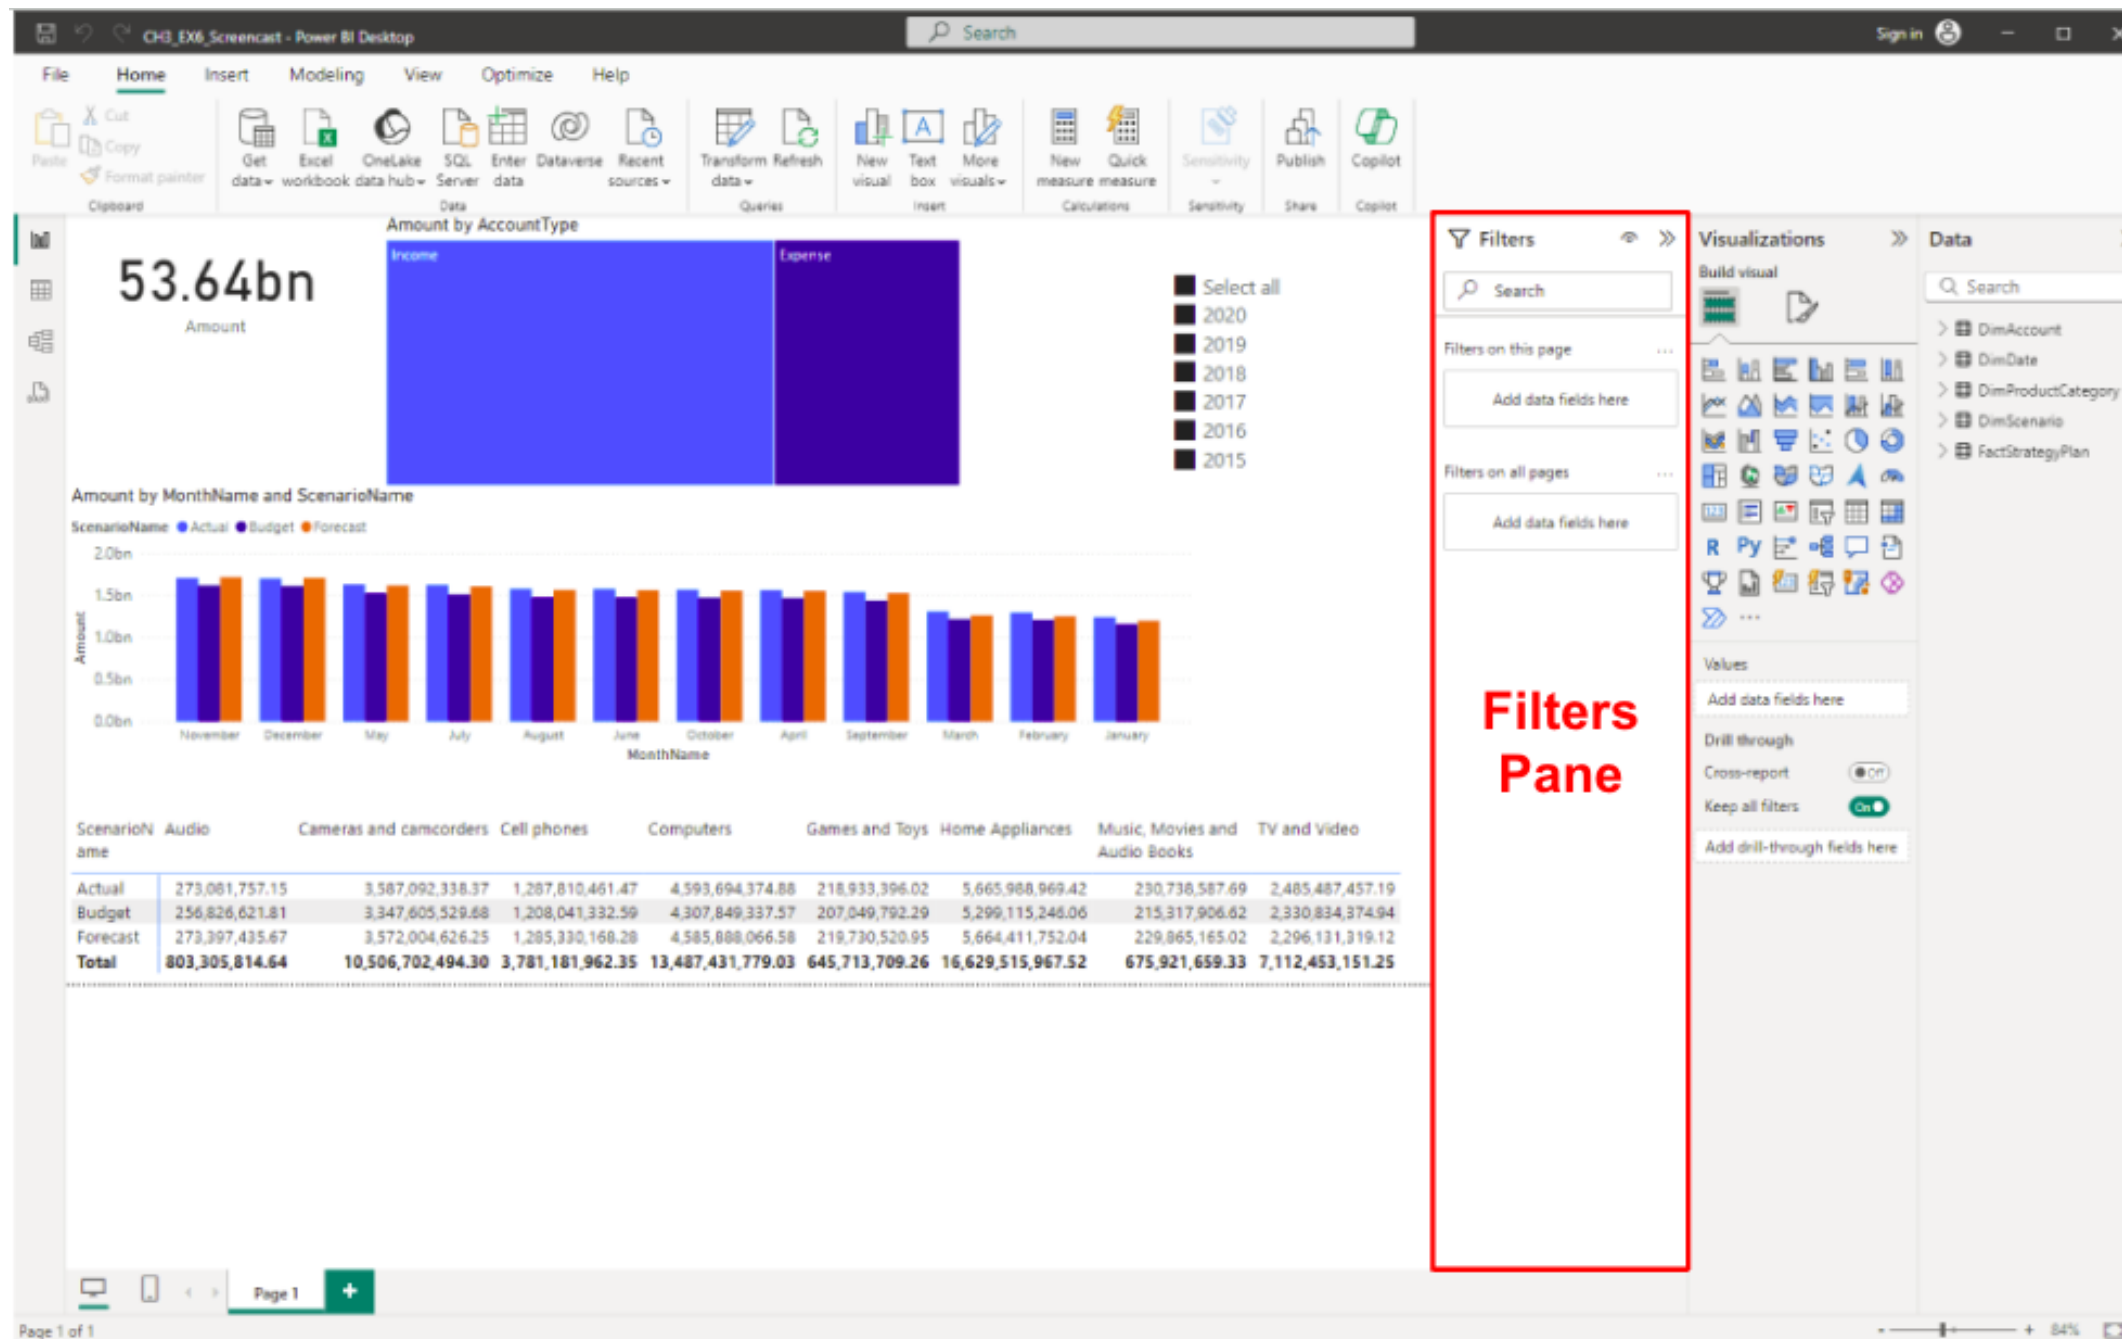 CH3_EX6_Screencast - Power BI Desktop
Search
Sign in
File Home Insert Modeling View Optimize Help
Paste
Cut
Copy
Format painter
Get data
Excel workbook
OneLake data hub
SQL Server
Enter data
Dataverse
Recent sources
Transform data
Refresh
New visual
Text box
More visuals
New measure
Quick measure
Sensitivity
Publish
Copilot
Clipboard Data Queries Insert Calculations Sensitivity Share Copilot
53.64bn
Amount
Amount by AccountType
Income
Expense
Select all
2020
2019
2018
2017
2016
2015
Amount by MonthName and ScenarioName
ScenarioName Actual Budget Forecast
2.0bn
1.5bn
1.0bn
0.5bn
0.0bn
Amount
November December May July August June October April September March February January
MonthName
ScenarioN Audio Cameras and camcorders Cell phones Computers Games and Toys Home Appliances Music, Movies and TV and Video
ame Audio Books
Actual 273,081,757.15 3,587,092,338.37 1,287,810,461.47 4,593,694,374.88 218,933,396.02 5,665,988,969.42 230,738,587.69 2,485,487,457.19
Budget 256,826,621.81 3,347,605,529.68 1,208,041,332.59 4,307,849,337.57 207,049,792.29 5,299,115,246.06 215,317,906.62 2,330,834,374.94
Forecast 273,397,435.67 3,572,004,626.25 1,285,330,168.28 4,585,888,066.58 219,730,520.95 5,664,411,752.04 229,865,165.02 2,296,131,319.12
Total 803,305,814.64 10,506,702,494.30 3,781,181,962.35 13,487,431,779.03 645,713,709.26 16,629,515,967.52 675,921,659.33 7,112,453,151.25
Filters
Search
Filters on this page
Add data fields here
Filters on all pages
Add data fields here
Filters
Pane
Visualizations
Build visual
123
R Py
Values
Add data fields here
Drill through
Cross-report Off
Keep all filters On
Add drill-through fields here
Data
Search
DimAccount
DimDate
DimProductCategory
DimScenario
FactStrategyPlan
Page 1
Page 1 of 1
84%